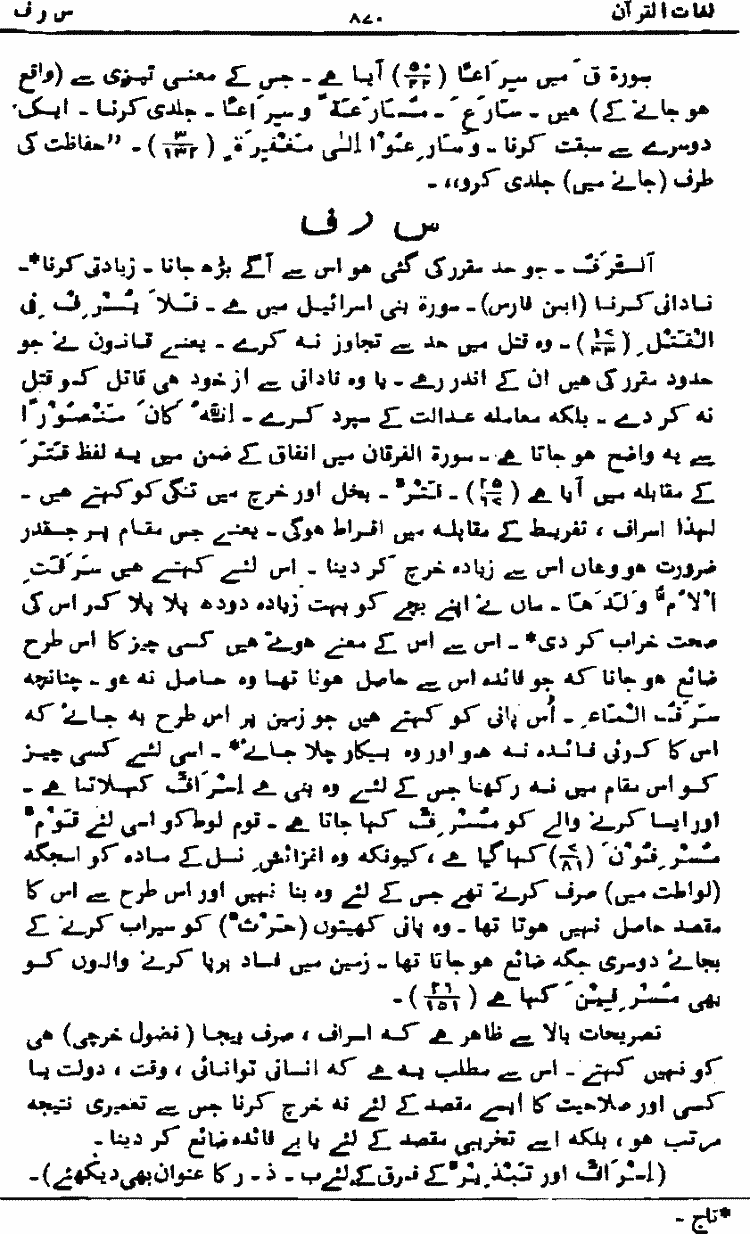 لغات القرآن ۸۷۰ س ر ف
سورة قٓ میں سِرَاعًا (۵۰/۴۴) آیا ہے ۔ جس کے معنی تیزی سے (واقع
ہو جانے کے) ہیں ۔ سَارَعَ ۔ مُسَارَعَةً وَ سِرَاعًا ۔ جلدی کرنا ۔ ایک
دوسرے سے سبقت کرنا ۔ وَ سَارِعُوْا اِلٰی مَغْفِرَةٍ (۳/۱۳۲) ۔ ’’حفاظت کی
طرف (جانے میں) جلدی کرو،، ۔
س ر ف
اَلسَّرَفُ ۔ جو حد مقرر کی گئی ہو اس سے آگے بڑھ جانا ۔ زیادتی کرنا* ۔
نادانی کرنا (ابن فارس) ۔ سورة بنی اسرائیل میں ہے ۔ فَلَا یُسْرِفْ فِی
الْقَتْلِ (۱۷/۳۳) ۔ وہ قتل میں حد سے تجاوز نہ کرے ۔ یعنے قانون نے جو
حدود مقرر کی ہیں ان کے اندر رہے ۔ یا وہ نادانی سے از خود ہی قاتل کو قتل
نہ کر دے ۔ بلکہ معاملہ عدالت کے سپرد کرے ۔ اِنَّهٗ کَانَ مَنْصُوْرًا
سے یہ واضح ہو جاتا ہے ۔ سورة الفرقان میں انفاق کے ضمن میں یہ لفظ قَتَرَ
کے مقابلہ میں آیا ہے (۲۵/۶۷) ۔ قَتْرٌ ۔ بخل اور خرچ میں تنگی کو کہتے ہیں ۔
لہذا اسراف ، تفریط کے مقابلہ میں افراط ہوگی ۔ یعنے جس مقام پر جسقدر
ضرورت ہو وہاں اس سے زیادہ خرچ کر دینا ۔ اس لئے کہتے ہیں سَرَفَتِ
الْاُمُّ وَلَدَهَا ۔ ماں نے اپنے بچے کو بہت زیادہ دودھ پلا پلا کر اس کی
صحت خراب کر دی* ۔ اس سے اس کے معنے ہوئے ہیں کسی چیز کا اس طرح
ضائع ہو جانا کہ جو فائدہ اس سے حاصل ہونا تھا وہ حاصل نہ ہو ۔ چنانچہ
سَرَفُ الْمَاءِ ۔ اُس پانی کو کہتے ہیں جو زمین پر اس طرح بہ جائے کہ
اس کا کوئی فائدہ نہ ہو اور وہ بیکار چلا جائے* ۔ اسی لئے کسی چیز
کو اس مقام میں نہ رکھنا جس کے لئے وہ بنی ہے اِسْرَافٌ کہلاتا ہے ۔
اور ایسا کرنے والے کو مُسْرِفٌ کہا جاتا ہے ۔ قوم لوط کو اسی لئے قَوْمٌ
مُسْرِفُوْنَ (۷/۸۱) کہا گیا ہے ، کیونکہ وہ افزائشِ نسل کے مادہ کو اسجگہ
(لواطت میں) صرف کرتے تھے جس کے لئے وہ بنا نہیں اور اس طرح سے اس کا
مقصد حاصل نہیں ہوتا تھا ۔ وہ پانی کھیتوں (حَرْثٌ) کو سیراب کرنے کے
بجائے دوسری جگہ ضائع ہو جاتا تھا ۔ زمین میں فساد برپا کرنے والوں کو
بھی مُسْرِفِیْنَ کہا ہے (۲۶/۱۵۱) ۔
تصریحات بالا سے ظاہر ہے کہ اسراف ، صرف بیجا (فضول خرچی) ہی
کو نہیں کہتے ۔ اس سے مطلب یہ ہے کہ انسانی توانائی ، وقت ، دولت یا
کسی اور صلاحیت کا ایسے مقصد کے لئے نہ خرچ کرنا جس سے تعمیری نتیجہ
مرتب ہو ، بلکہ اسے تخریبی مقصد کے لئے یا بے فائدہ ضائع کر دینا ۔
(اِسْرَافٌ اور تَبْذِیْرٌ کے فرق کے لئے ب ۔ ذ ۔ ر کا عنوان بھی دیکھئے) ۔
*تاج ۔